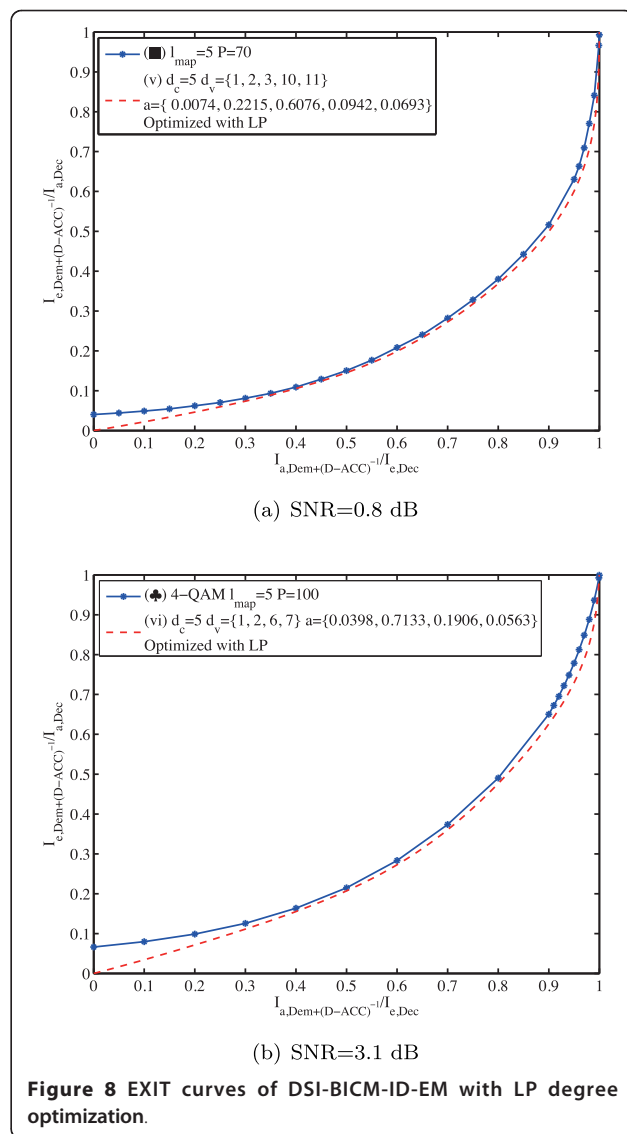 (■) l_map=5 P=70
(v) d_c=5 d_v={1, 2, 3, 10, 11}
a={ 0.0074, 0.2215, 0.6076, 0.0942, 0.0693}
Optimized with LP
1
0.9
0.8
0.7
0.6
0.5
0.4
0.3
0.2
0.1
0
I_e,Dem+(D−ACC)^−1/I_a,Dec
0 0.1 0.2 0.3 0.4 0.5 0.6 0.7 0.8 0.9 1
I_a,Dem+(D−ACC)^−1/I_e,Dec
(a) SNR=0.8 dB
(♣) 4−QAM l_map=5 P=100
(vi) d_c=5 d_v={1, 2, 6, 7} a={0.0398, 0.7133, 0.1906, 0.0563}
Optimized with LP
1
0.9
0.8
0.7
0.6
0.5
0.4
0.3
0.2
0.1
0
I_e,Dem+(D−ACC)^−1/I_a,Dec
0 0.1 0.2 0.3 0.4 0.5 0.6 0.7 0.8 0.9 1
I_a,Dem+(D−ACC)^−1/I_e,Dec
(b) SNR=3.1 dB
Figure 8 EXIT curves of DSI-BICM-ID-EM with LP degree
optimization.